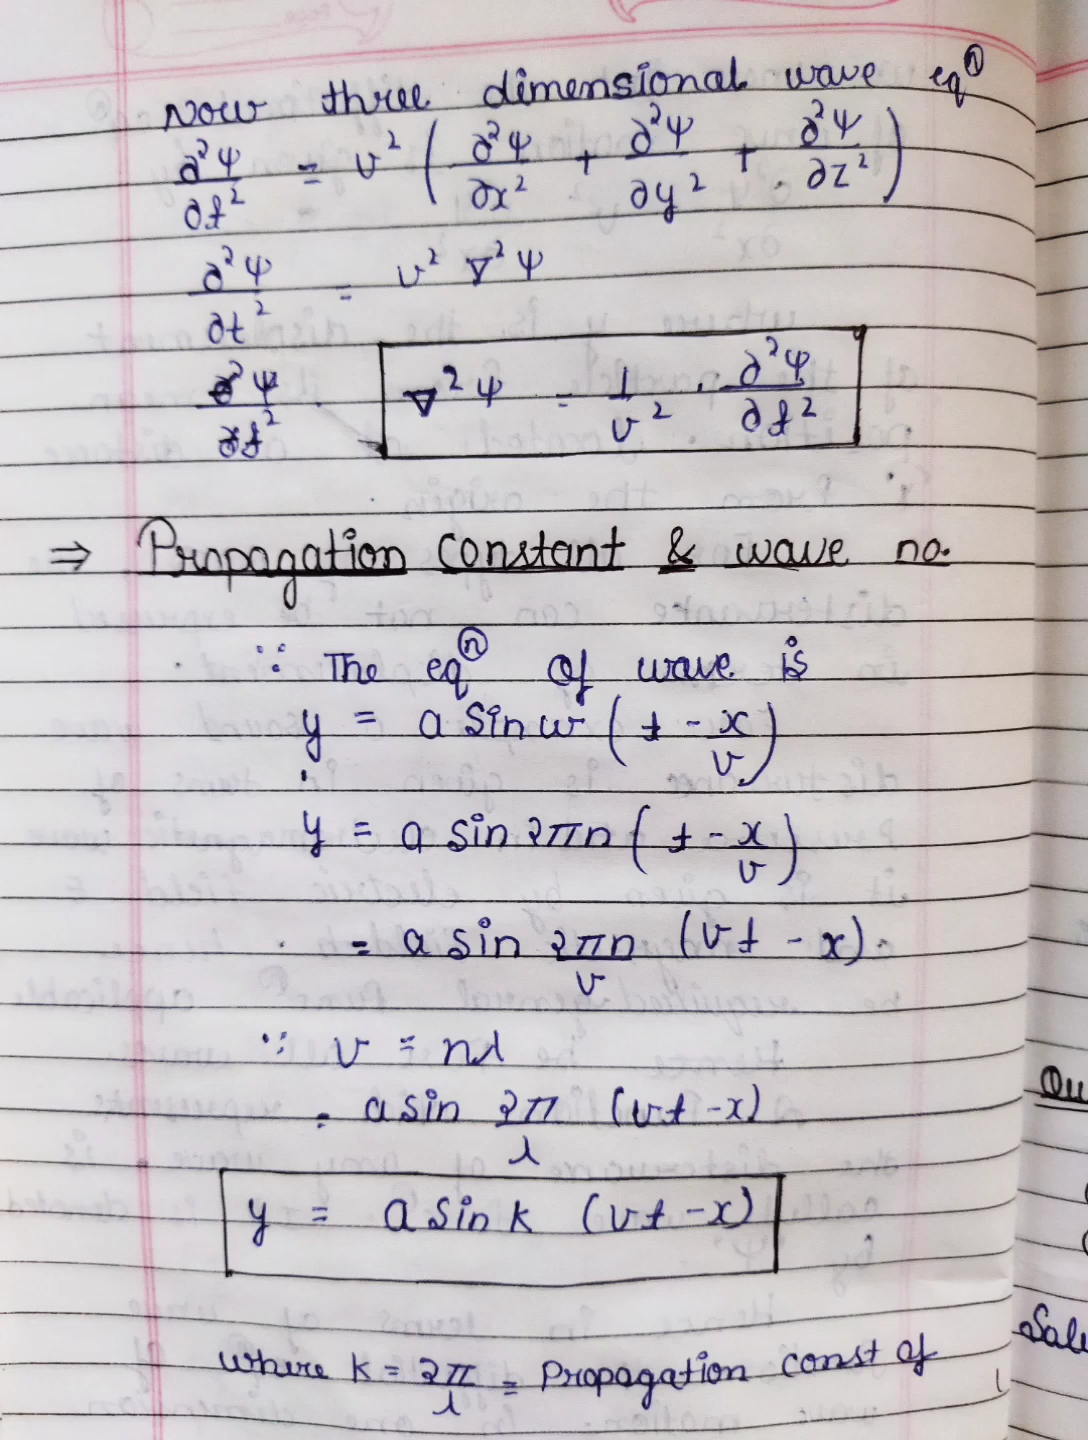 Now three dimensional wave eqⁿ
∂²Ψ/∂t² = v² ( ∂²Ψ/∂x² + ∂²Ψ/∂y² + ∂²Ψ/∂z² )
∂²Ψ/∂t² = v² ∇²Ψ
∇²Ψ = 1/v² · ∂²Ψ/∂t²
⇒ Propagation constant & wave no.
∵ The eqⁿ of wave is
y = a sin w ( t - x/v )
y = a sin 2πn ( t - x/v )
= a sin 2πn/v (vt - x)
∵ v = nλ
= a sin 2π/λ (vt - x)
y = a sin k (vt - x)
where k = 2π/λ = Propagation const of
Qu
Sol